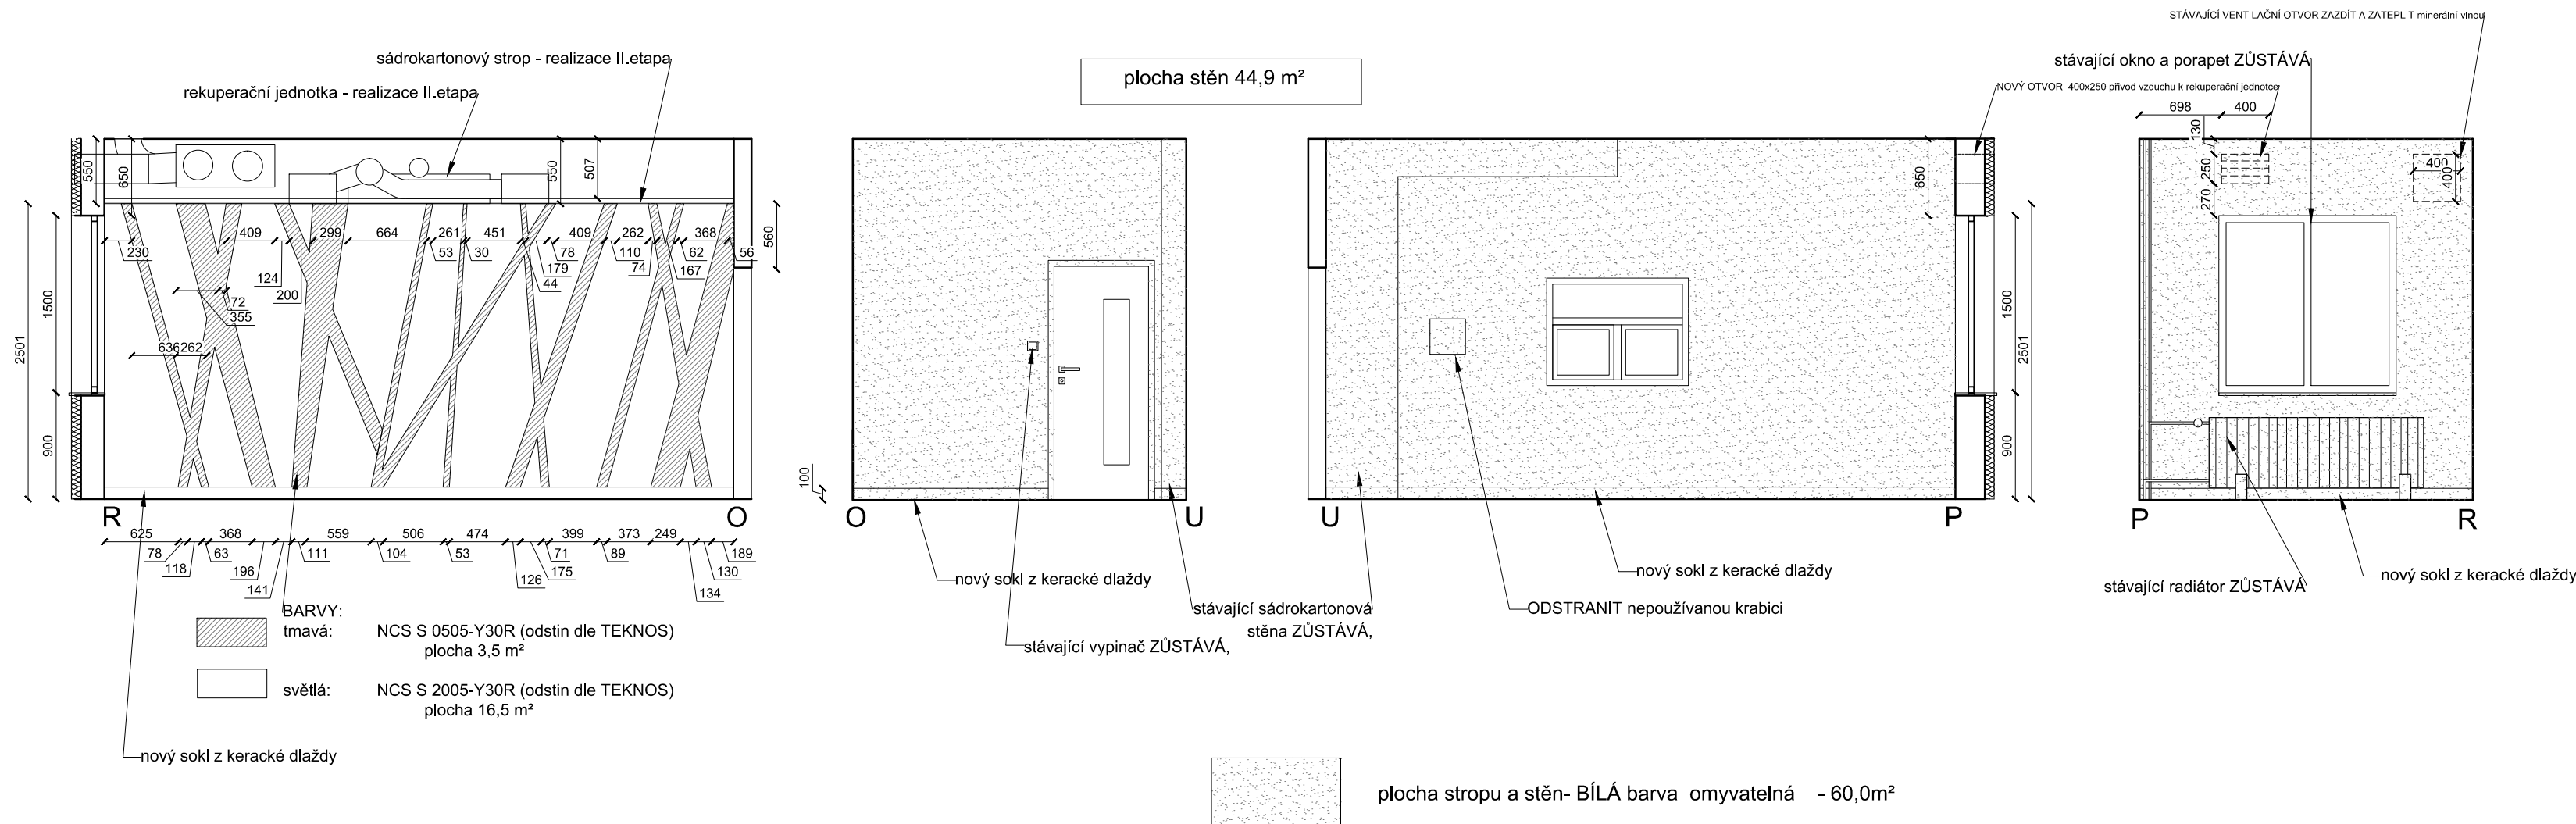 STÁVAJÍCÍ VENTILAČNÍ OTVOR ZAZDÍT A ZATEPLIT minerální vlnou
sádrokartonový strop - realizace II.etapa
rekuperační jednotka - realizace II.etapa
plocha stěn 44,9 m²
stávající okno a porapet ZŮSTÁVÁ
NOVÝ OTVOR 400x250 přívod vzduchu k rekuperační jednotce
550
650
550
507
2501
1500
900
230
409
124
200
299
664
261
53
451
30
179
44
409
78
262
110
74
368
62
167
56
560
72
355
636
262
R
O
625
78
118
368
63
196
141
111
559
104
506
53
474
126
175
71
399
89
373
249
134
130
189
BARVY:
tmavá: NCS S 0505-Y30R (odstin dle TEKNOS)
plocha 3,5 m²
světlá: NCS S 2005-Y30R (odstin dle TEKNOS)
plocha 16,5 m²
nový sokl z keracké dlaždy
100
O
U
nový sokl z keracké dlaždy
stávající vypinač ZŮSTÁVÁ,
stávající sádrokartonová
stěna ZŮSTÁVÁ,
650
1500
2501
900
U
P
nový sokl z keracké dlaždy
ODSTRANIT nepoužívanou krabici
698
400
130
250
270
400
400
P
R
stávající radiátor ZŮSTÁVÁ
nový sokl z keracké dlaždy
plocha stropu a stěn- BÍLÁ barva omyvatelná - 60,0m²